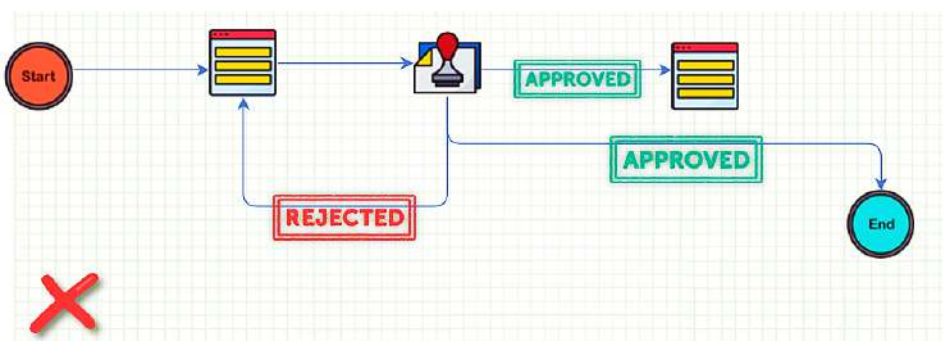 Start
APPROVED
APPROVED
REJECTED
End